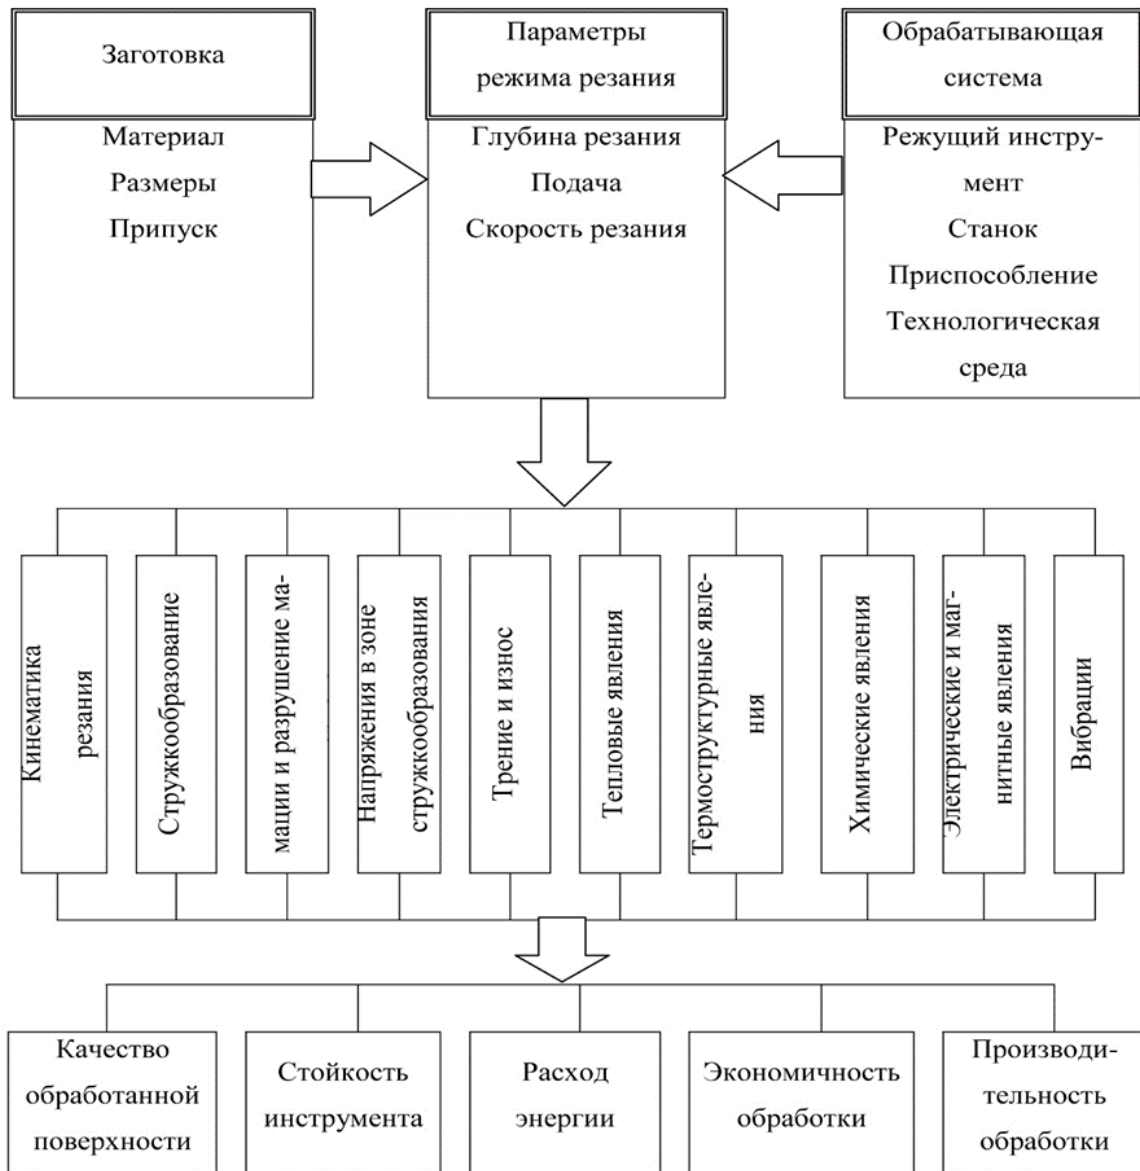 Заготовка
Материал
Размеры
Припуск
Параметры
режима резания
Глубина резания
Подача
Скорость резания
Обрабатывающая
система
Режущий инстру-
мент
Станок
Приспособление
Технологическая
среда
Кинематика
резания
Стружкообразование
мации и разрушение ма-
Напряжения в зоне
стружкообразования
Трение и износ
Тепловые явления
Термоструктурные явле-
ния
Химические явления
Электрические и маг-
нитные явления
Вибрации
Качество
обработанной
поверхности
Стойкость
инструмента
Расход
энергии
Экономичность
обработки
Производи-
тельность
обработки